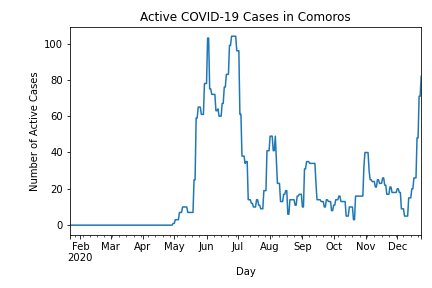 Active COVID-19 Cases in Comoros
Number of Active Cases
100
80
60
40
20
0
Feb Mar Apr May Jun Jul Aug Sep Oct Nov Dec
2020
Day